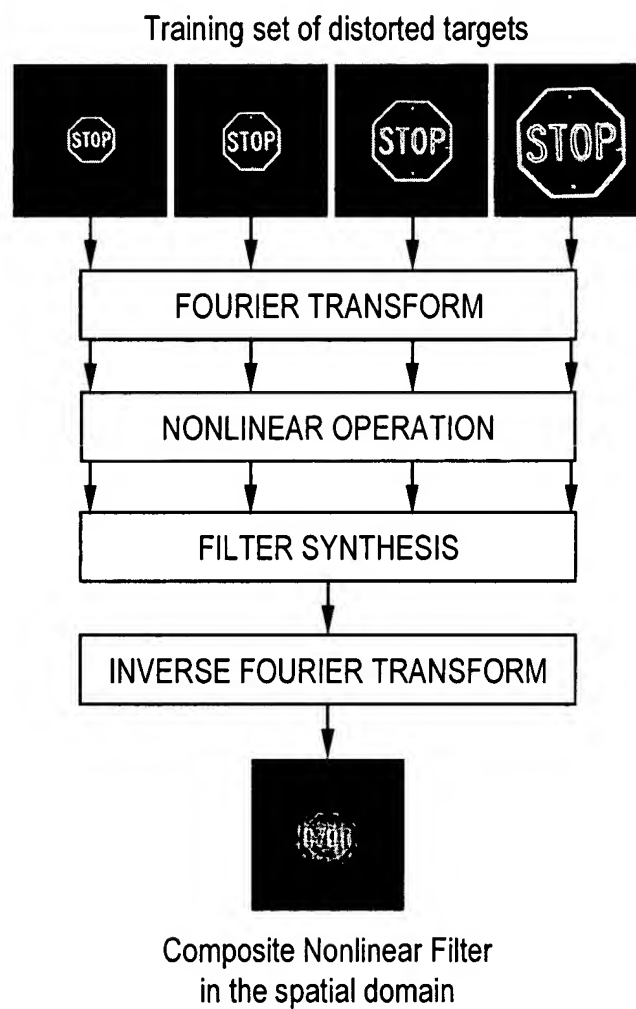 Training set of distorted targets
STOP STOP STOP STOP
FOURIER TRANSFORM
NONLINEAR OPERATION
FILTER SYNTHESIS
INVERSE FOURIER TRANSFORM
Composite Nonlinear Filter
in the spatial domain